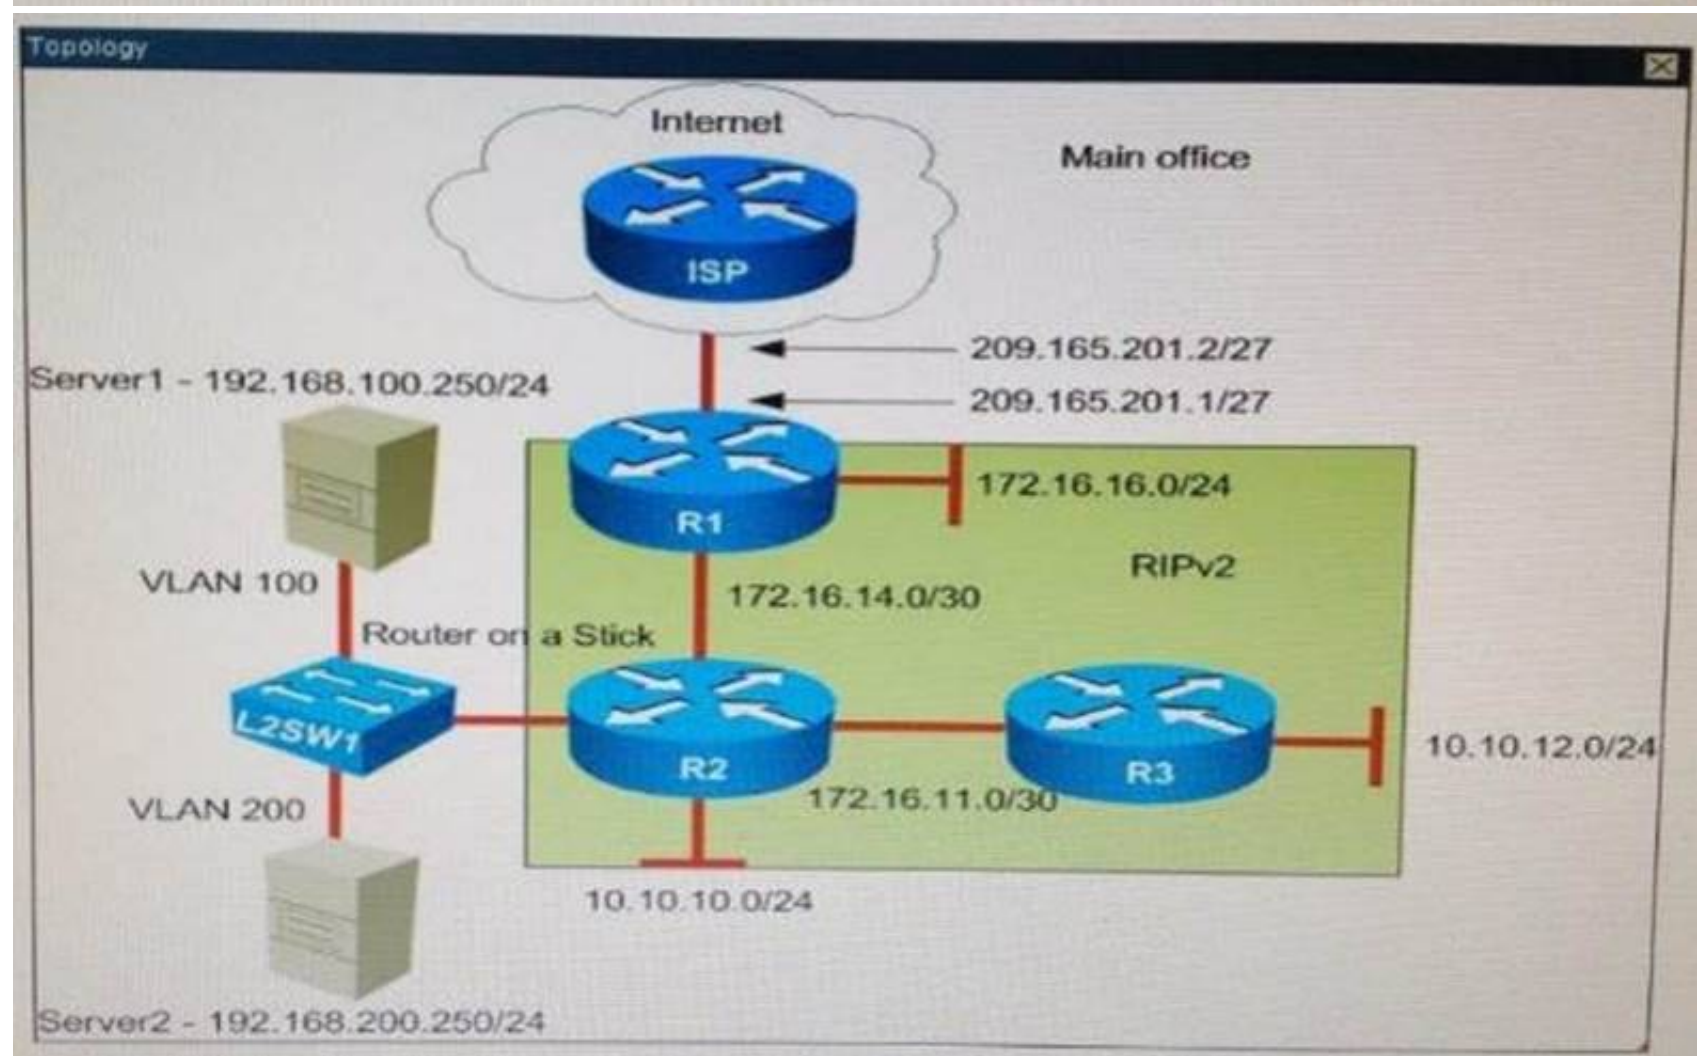 Topology
Internet
Main office
ISP
209.165.201.2/27
Server1 - 192.168.100.250/24
209.165.201.1/27
172.16.16.0/24
R1
RIPv2
VLAN 100
172.16.14.0/30
Router on a Stick
L2SW1
R2
R3
10.10.12.0/24
VLAN 200
172.16.11.0/30
10.10.10.0/24
Server2 - 192.168.200.250/24